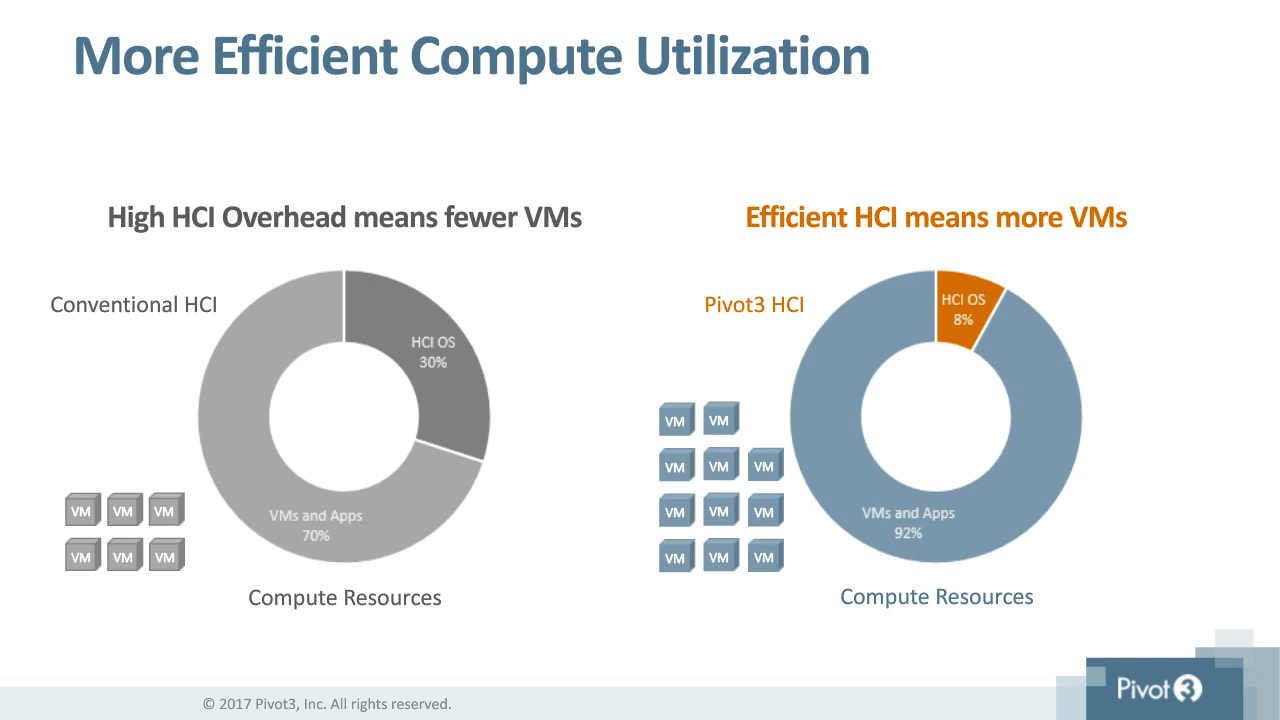 More Efficient Compute Utilization
High HCI Overhead means fewer VMs
Conventional HCI
HCI OS
30%
VMs and Apps
70%
VM VM VM
VM VM VM
Compute Resources
Efficient HCI means more VMs
Pivot3 HCI
HCI OS
8%
VM VM
VM VM VM
VM VM VM
VM VM VM
VMs and Apps
92%
Compute Resources
© 2017 Pivot3, Inc. All rights reserved.
Pivot3